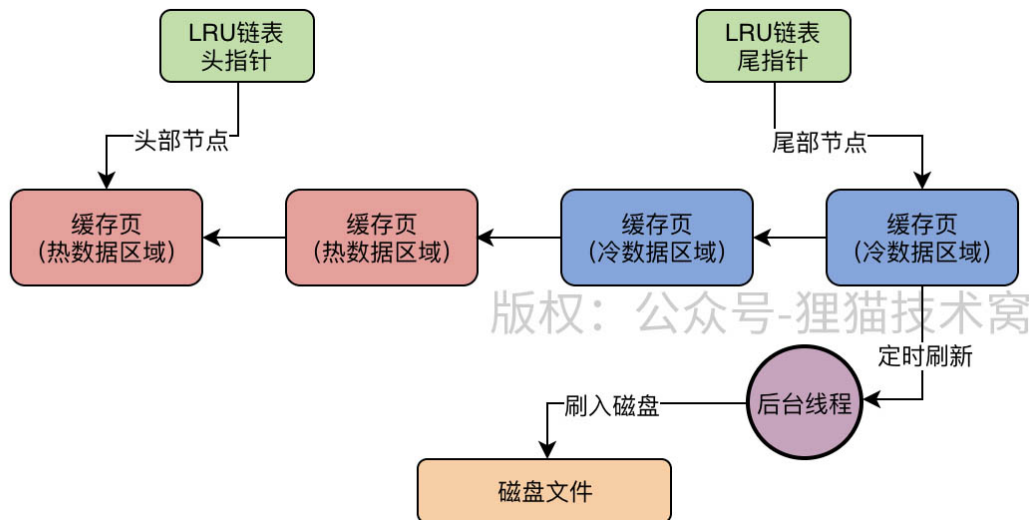 LRU链表
头指针
LRU链表
尾指针
头部节点
尾部节点
缓存页
(热数据区域)
缓存页
(热数据区域)
缓存页
(冷数据区域)
缓存页
(冷数据区域)
版权：公众号-狸猫技术窝
定时刷新
后台线程
刷入磁盘
磁盘文件